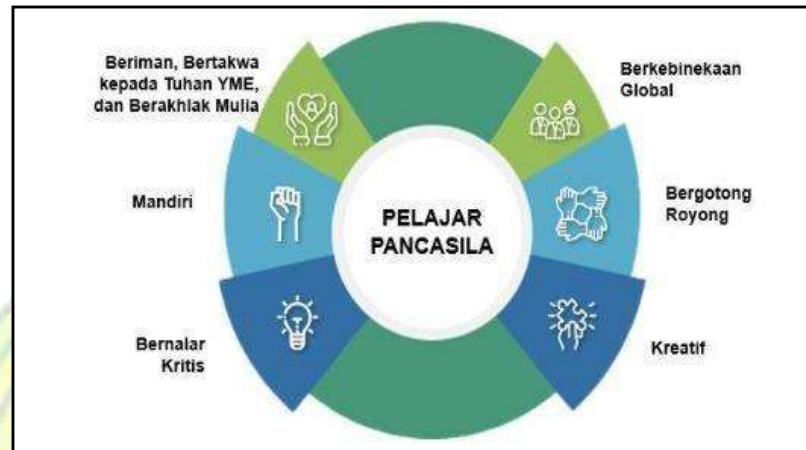 Beriman, Bertakwa
kepada Tuhan YME,
dan Berakhlak Mulia
Berkebinekaan
Global
Mandiri
PELAJAR
PANCASILA
Bergotong
Royong
Bernalar
Kritis
Kreatif